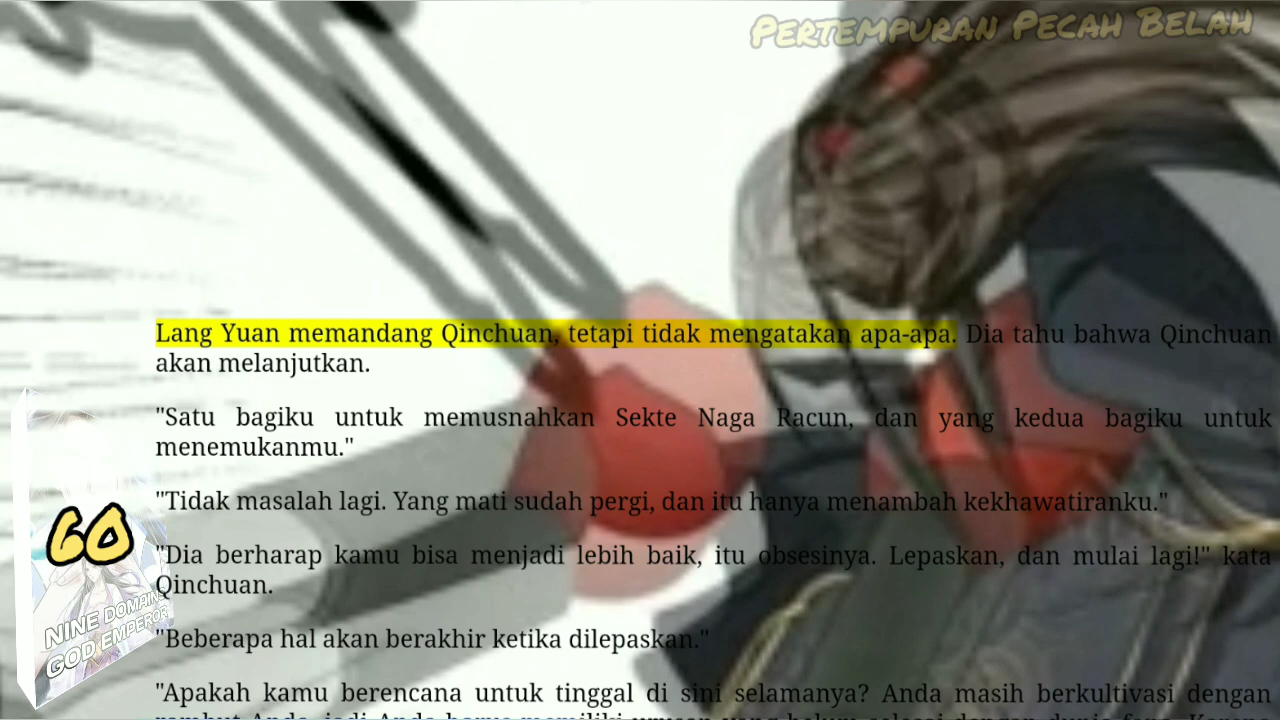 Pertempuran Pecah Belah
Lang Yuan memandang Qinchuan, tetapi tidak mengatakan apa-apa. Dia tahu bahwa Qinchuan
akan melanjutkan.
"Satu bagiku untuk memusnahkan Sekte Naga Racun, dan yang kedua bagiku untuk
menemukanmu."
"Tidak masalah lagi. Yang mati sudah pergi, dan itu hanya menambah kekhawatiranku."
"Dia berharap kamu bisa menjadi lebih baik, itu obsesinya. Lepaskan, dan mulai lagi!" kata
Qinchuan.
"Beberapa hal akan berakhir ketika dilepaskan."
"Apakah kamu berencana untuk tinggal di sini selamanya? Anda masih berkultivasi dengan
60
NINE DOMAIN
GOD EMPEROR